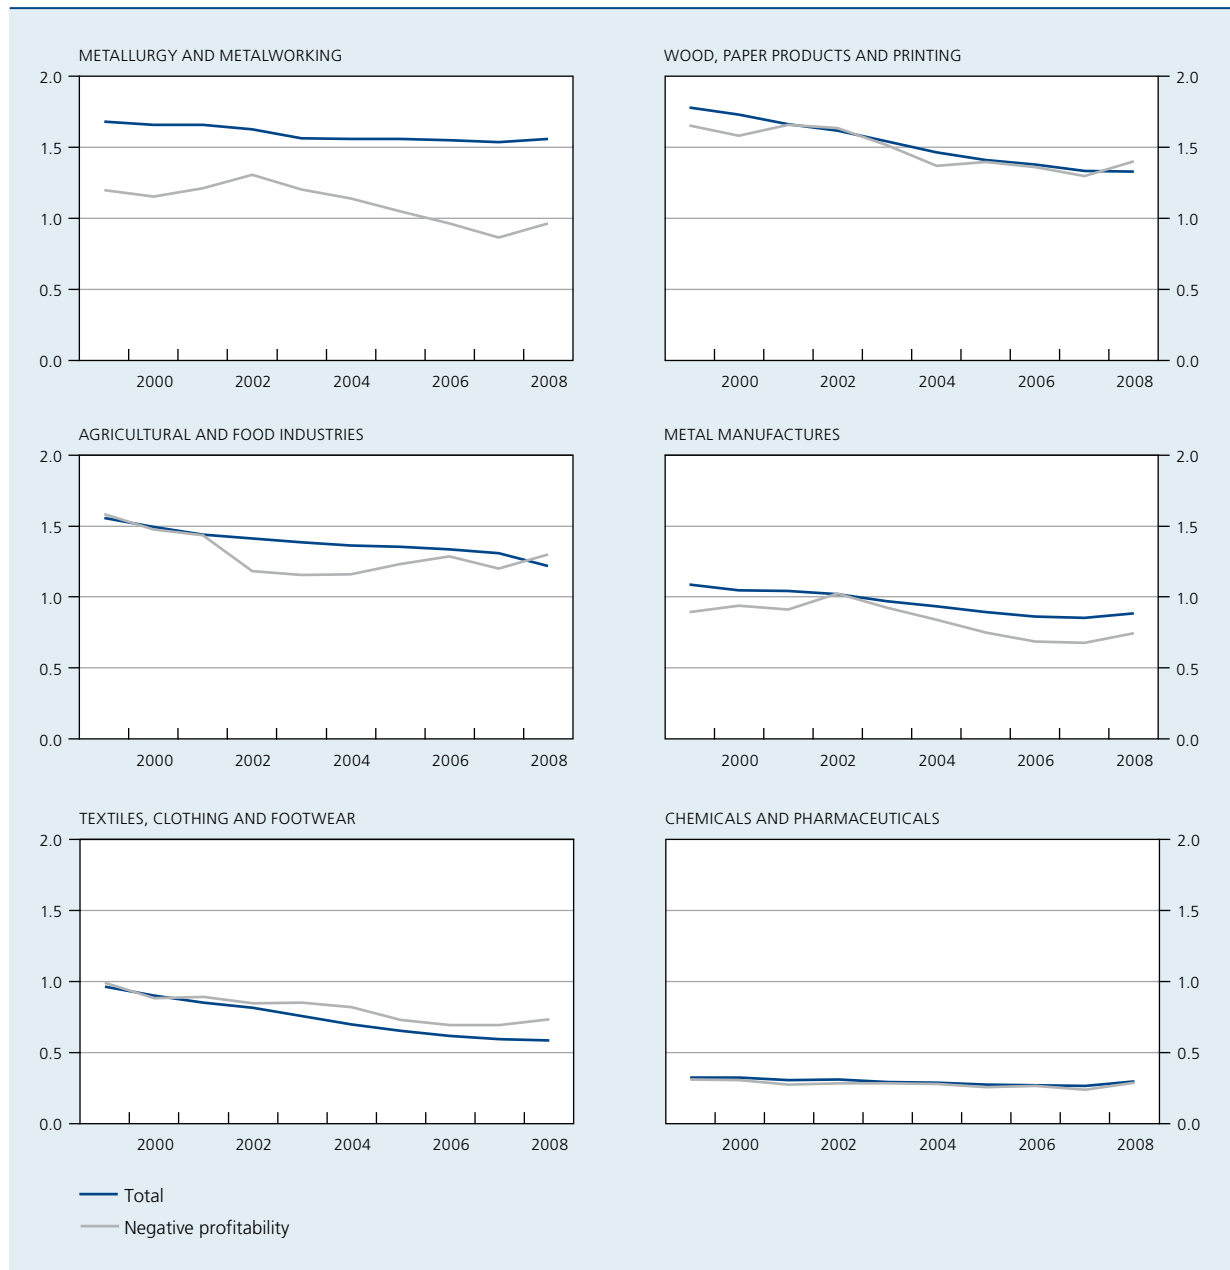 METALLURGY AND METALWORKING
2.0
1.5
1.0
0.5
0.0
2000 2002 2004 2006 2008
WOOD, PAPER PRODUCTS AND PRINTING
2.0
1.5
1.0
0.5
0.0
2000 2002 2004 2006 2008
AGRICULTURAL AND FOOD INDUSTRIES
2.0
1.5
1.0
0.5
0.0
2000 2002 2004 2006 2008
METAL MANUFACTURES
2.0
1.5
1.0
0.5
0.0
2000 2002 2004 2006 2008
TEXTILES, CLOTHING AND FOOTWEAR
2.0
1.5
1.0
0.5
0.0
2000 2002 2004 2006 2008
CHEMICALS AND PHARMACEUTICALS
2.0
1.5
1.0
0.5
0.0
2000 2002 2004 2006 2008
Total
Negative profitability